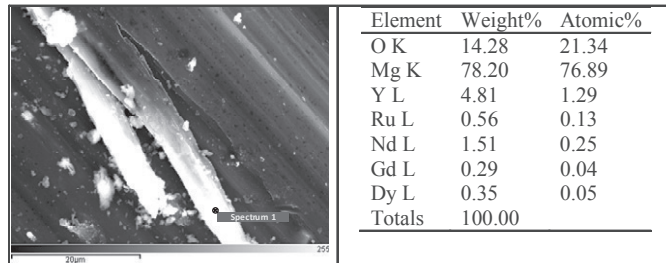 Spectrum 1
255
20µm
Element Weight% Atomic%
O K 14.28 21.34
Mg K 78.20 76.89
Y L 4.81 1.29
Ru L 0.56 0.13
Nd L 1.51 0.25
Gd L 0.29 0.04
Dy L 0.35 0.05
Totals 100.00